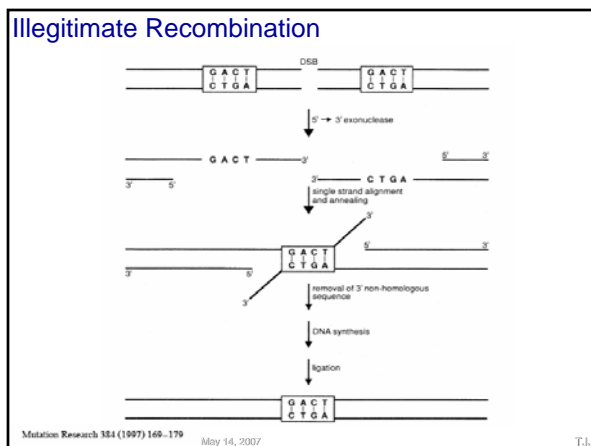 Illegitimate Recombination
DSB
G A C T G A C T
C T G A C T G A
5' → 3' exonuclease
G A C T 3' 5' 3'
3' 5' 3' C T G A
single strand alignment
and annealing
3'
G A C T 5' 3'
3' 5' C T G A
3'
removal of 3' non-homologous
sequence
DNA synthesis
ligation
G A C T
C T G A
Mutation Research 384 (1997) 169–179 May 14, 2007 T.I.